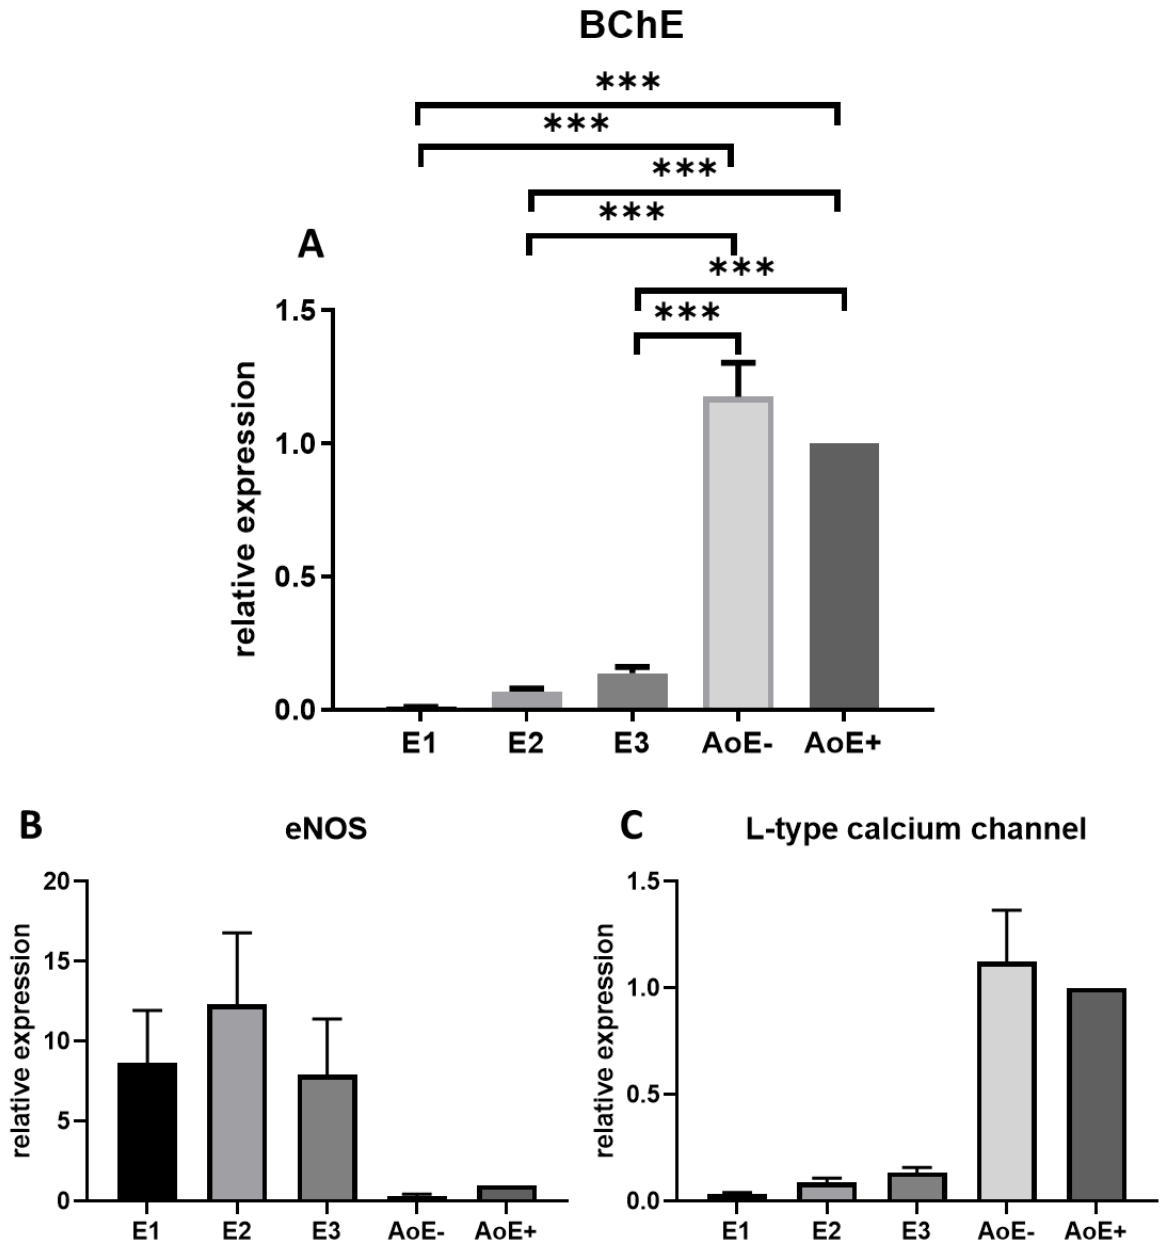 BChE
***
***
***
***
A
***
***
1.5
1.0
0.5
0.0
relative expression
E1 E2 E3 AoE- AoE+
B eNOS
20
15
10
5
0
relative expression
E1 E2 E3 AoE- AoE+
C L-type calcium channel
1.5
1.0
0.5
0.0
relative expression
E1 E2 E3 AoE- AoE+